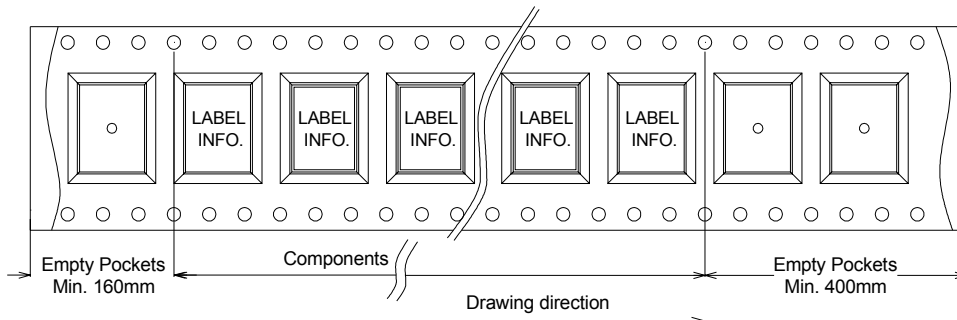 LABEL
INFO.
LABEL
INFO.
LABEL
INFO.
LABEL
INFO.
LABEL
INFO.
Empty Pockets
Min. 160mm
Components
Empty Pockets
Min. 400mm
Drawing direction